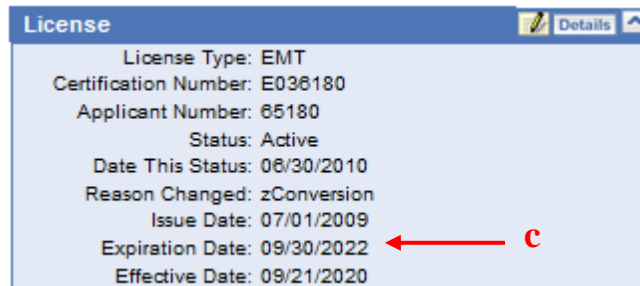 License Details
License Type: EMT
Certification Number: E036180
Applicant Number: 65180
Status: Active
Date This Status: 06/30/2010
Reason Changed: zConversion
Issue Date: 07/01/2009
Expiration Date: 09/30/2022 c
Effective Date: 09/21/2020